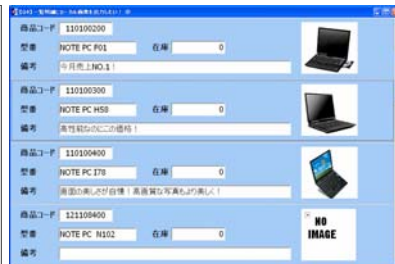 商品コード 110100200
型番 NOTE PC F01 在庫 0
備考 今月売上NO.1！
商品コード 110100300
型番 NOTE PC H50 在庫 0
備考 高性能なのにこの価格！
商品コード 110100400
型番 NOTE PC I78 在庫 0
備考 画面の美しさが自慢！高画質な写真もより美しく！
商品コード 121108400
型番 NOTE PC N102 在庫 0
備考
NO
IMAGE